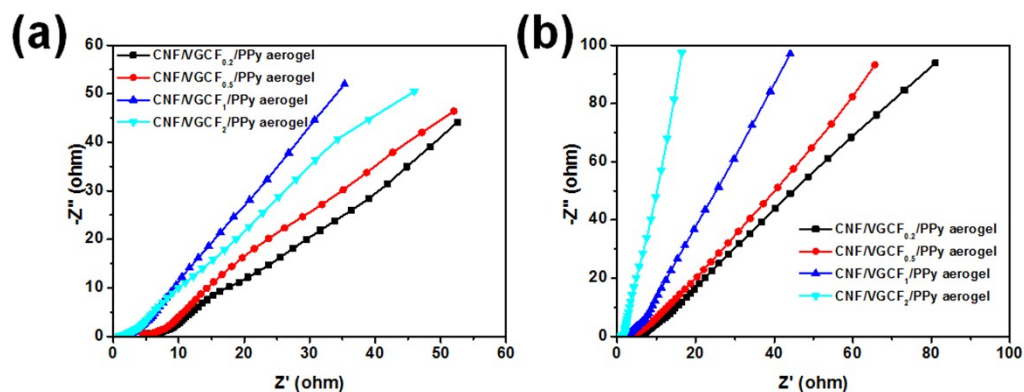 (a)
60
50
40
30
20
10
0
-Z'' (ohm)
CNF/VGCF0.2/PPy aerogel
CNF/VGCF0.5/PPy aerogel
CNF/VGCF1/PPy aerogel
CNF/VGCF2/PPy aerogel
0 10 20 30 40 50 60
Z' (ohm)
(b)
100
80
60
40
20
0
-Z'' (ohm)
CNF/VGCF0.2/PPy aerogel
CNF/VGCF0.5/PPy aerogel
CNF/VGCF1/PPy aerogel
CNF/VGCF2/PPy aerogel
0 20 40 60 80 100
Z' (ohm)